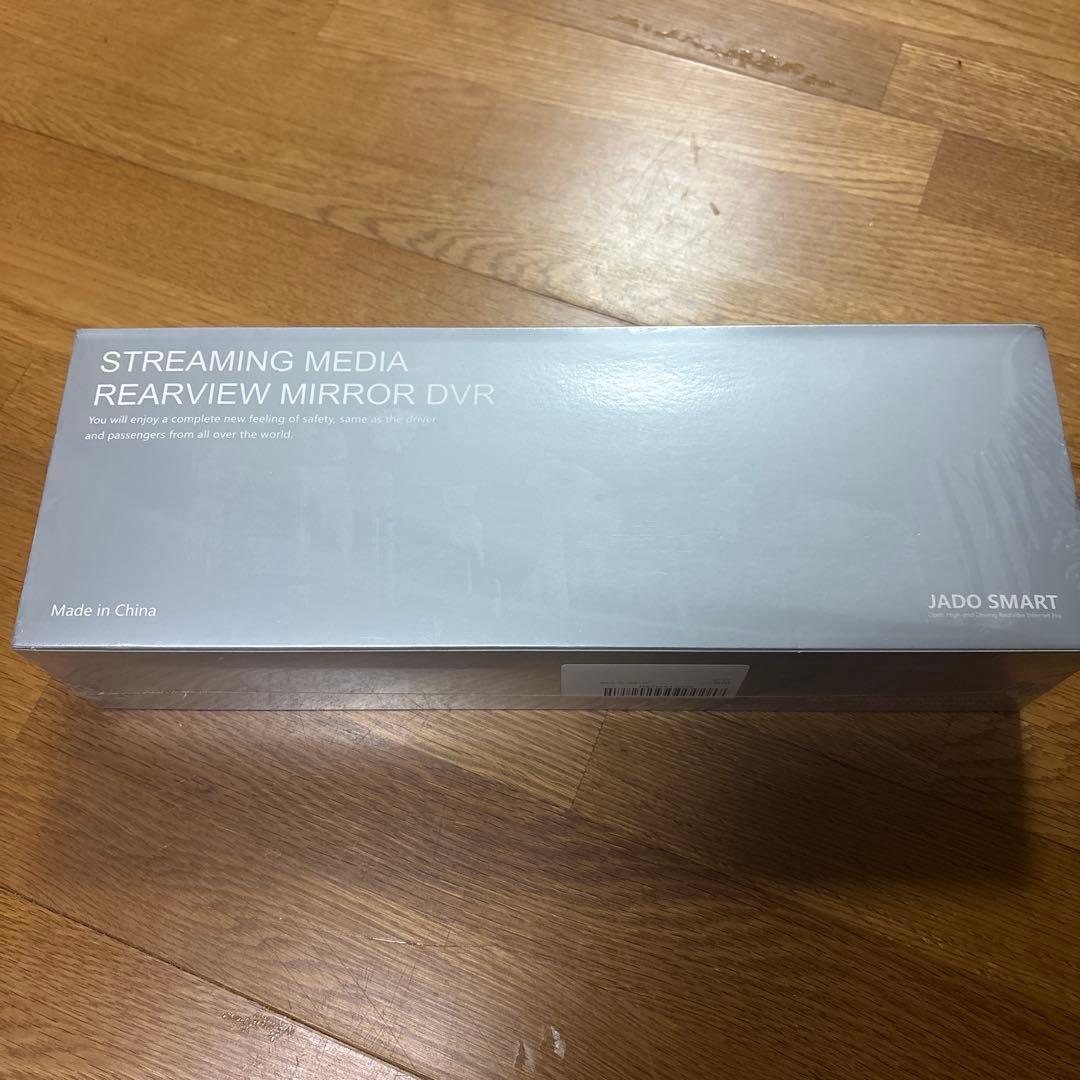 STREAMING MEDIA
REARVIEW MIRROR DVR
You will enjoy a complete new feeling of safety, same as the driver
and passengers from all over the world.
Made in China
JADO SMART